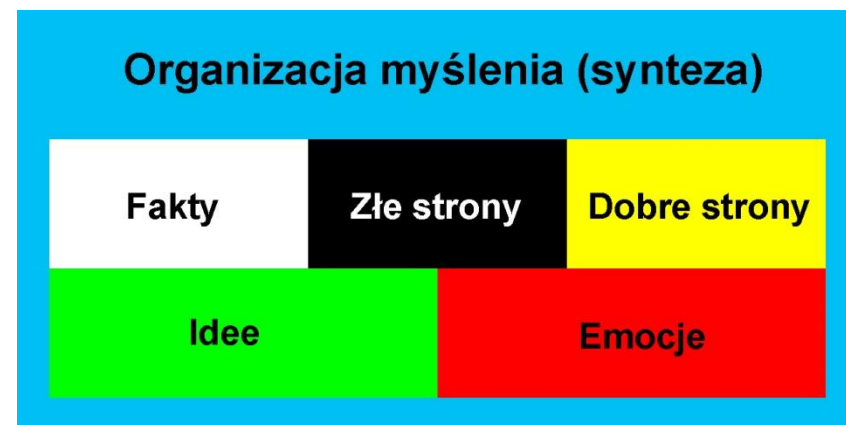 Organizacja myślenia (synteza)
Fakty
Złe strony
Dobre strony
Idee
Emocje